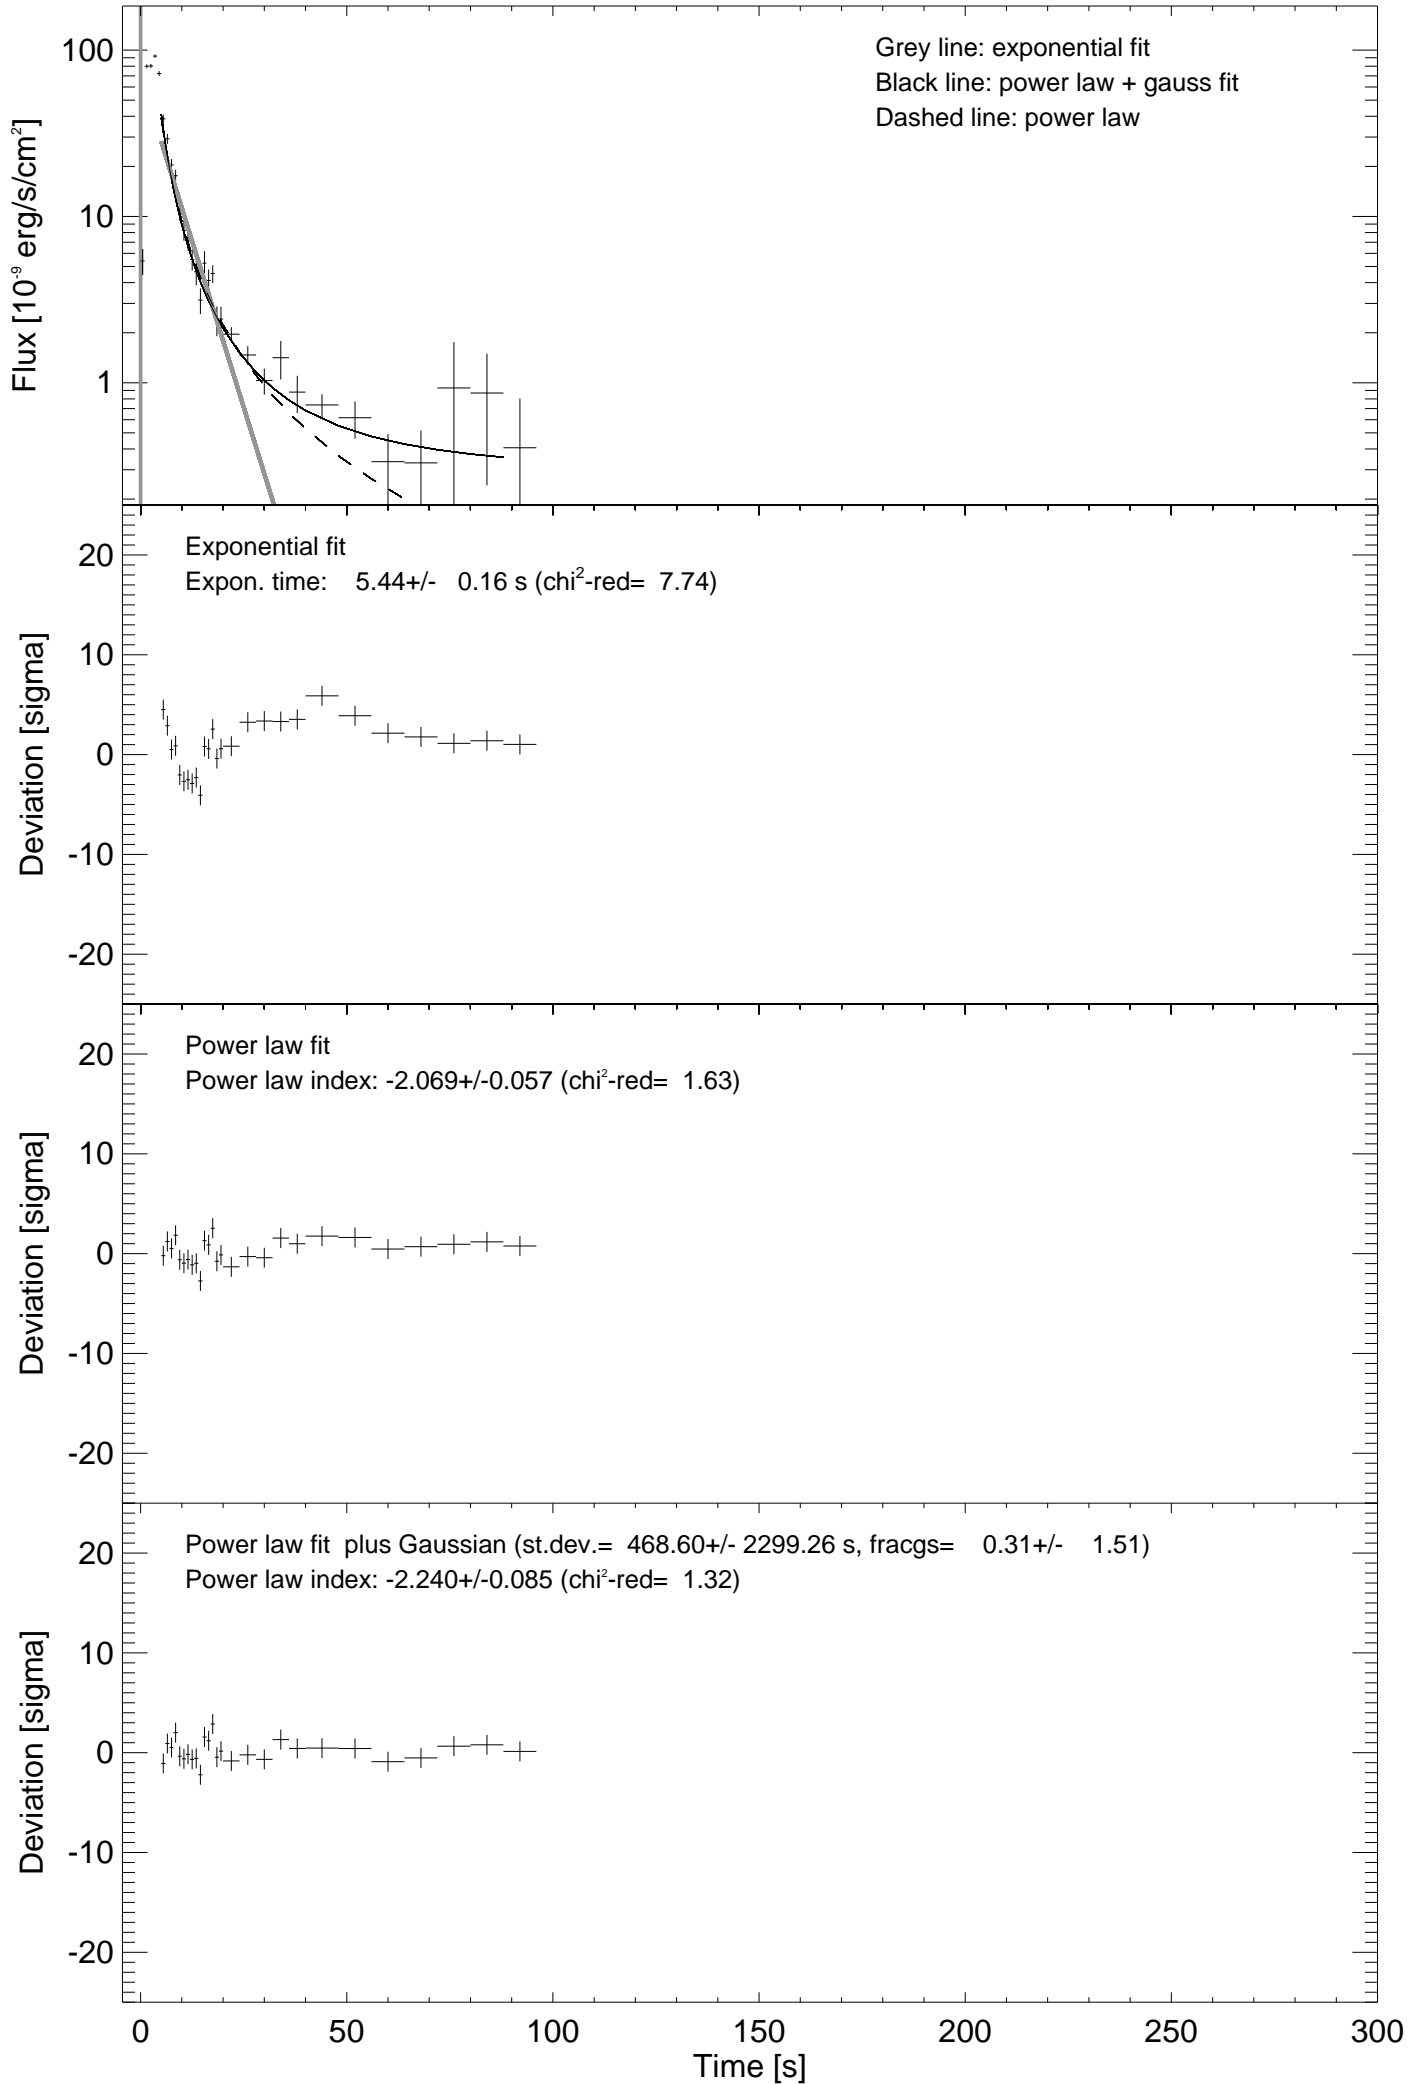 Grey line: exponential fit
Black line: power law + gauss fit
Dashed line: power law
100
10
1
Flux [10⁻⁹ erg/s/cm²]
Exponential fit
Expon. time: 5.44+/- 0.16 s (chi²-red= 7.74)
20
10
0
-10
-20
Deviation [sigma]
Power law fit
Power law index: -2.069+/-0.057 (chi²-red= 1.63)
20
10
0
-10
-20
Deviation [sigma]
Power law fit plus Gaussian (st.dev.= 468.60+/- 2299.26 s, fracgs= 0.31+/- 1.51)
Power law index: -2.240+/-0.085 (chi²-red= 1.32)
20
10
0
-10
-20
Deviation [sigma]
0 50 100 150 200 250 300
Time [s]